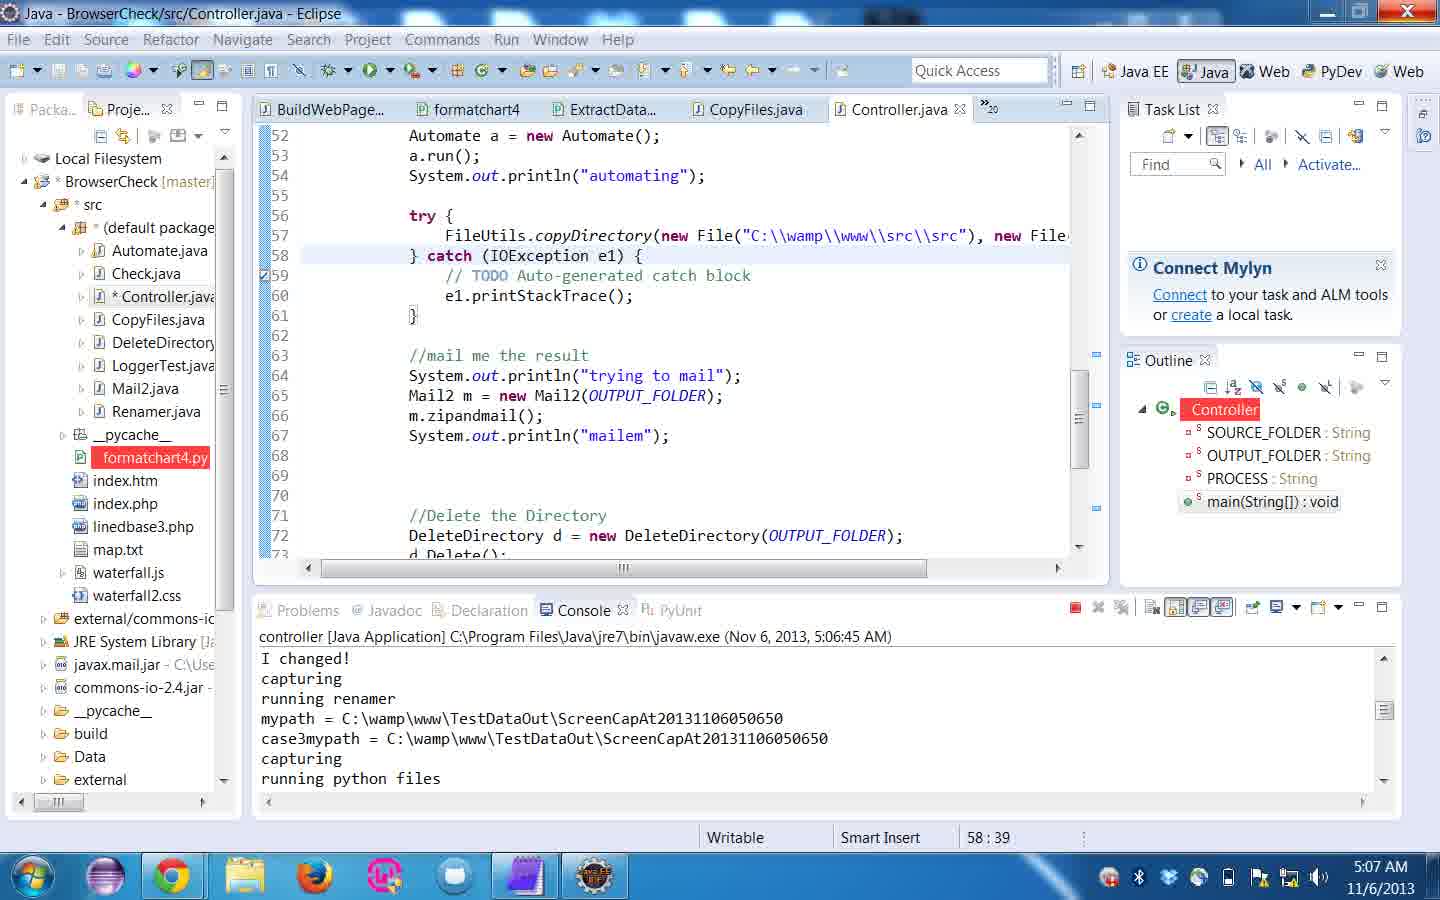 Java - BrowserCheck/src/Controller.java - Eclipse
File Edit Source Refactor Navigate Search Project Commands Run Window Help
Quick Access
Java EE Java Web PyDev Web
Packa... Proje...
Local Filesystem
* BrowserCheck [master]
* src
* (default package
Automate.java
Check.java
* Controller.java
CopyFiles.java
DeleteDirectory
LoggerTest.java
Mail2.java
Renamer.java
__pycache__
formatchart4.py
index.htm
index.php
linedbase3.php
map.txt
waterfall.js
waterfall2.css
external/commons-io
JRE System Library [Ja
javax.mail.jar - C:\Use
commons-io-2.4.jar -
__pycache__
build
Data
external
BuildWebPage... formatchart4 ExtractData... CopyFiles.java Controller.java »20
52 Automate a = new Automate();
53 a.run();
54 System.out.println("automating");
55
56 try {
57 FileUtils.copyDirectory(new File("C:\\wamp\\www\\src\\src"), new File(
58 } catch (IOException e1) {
59 // TODO Auto-generated catch block
60 e1.printStackTrace();
61 }
62
63 //mail me the result
64 System.out.println("trying to mail");
65 Mail2 m = new Mail2(OUTPUT_FOLDER);
66 m.zipandmail();
67 System.out.println("mailem");
68
69
70
71 //Delete the Directory
72 DeleteDirectory d = new DeleteDirectory(OUTPUT_FOLDER);
73 d.Delete();
Task List
Find All Activate...
Connect Mylyn
Connect to your task and ALM tools
or create a local task.
Outline
Controller
SOURCE_FOLDER : String
OUTPUT_FOLDER : String
PROCESS : String
main(String[]) : void
Problems @ Javadoc Declaration Console PyUnit
controller [Java Application] C:\Program Files\Java\jre7\bin\javaw.exe (Nov 6, 2013, 5:06:45 AM)
I changed!
capturing
running renamer
mypath = C:\wamp\www\TestDataOut\ScreenCapAt20131106050650
case3mypath = C:\wamp\www\TestDataOut\ScreenCapAt20131106050650
capturing
running python files
Writable Smart Insert 58 : 39
5:07 AM
11/6/2013